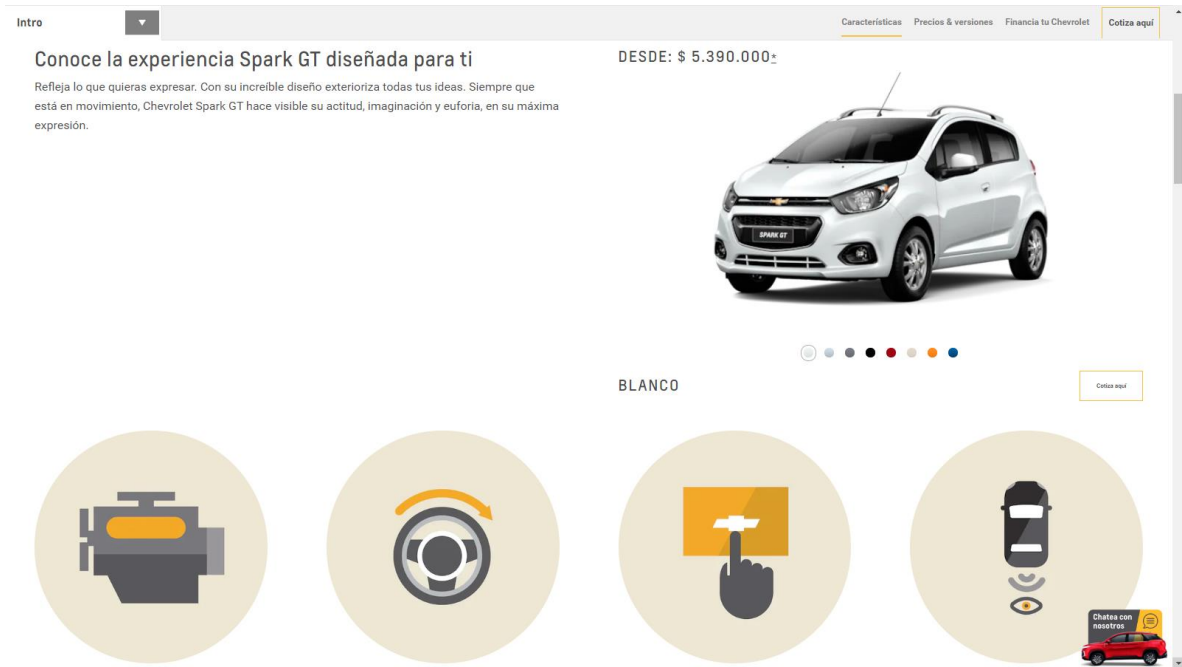 Intro
Características Precios & versiones Financia tu Chevrolet Cotiza aquí
Conoce la experiencia Spark GT diseñada para ti
Refleja lo que quieras expresar. Con su increíble diseño exterioriza todas tus ideas. Siempre que
está en movimiento, Chevrolet Spark GT hace visible su actitud, imaginación y euforia, en su máxima
expresión.
DESDE: $ 5.390.000*
SPARK GT
BLANCO
Cotiza aquí
Chatea con
nosotros